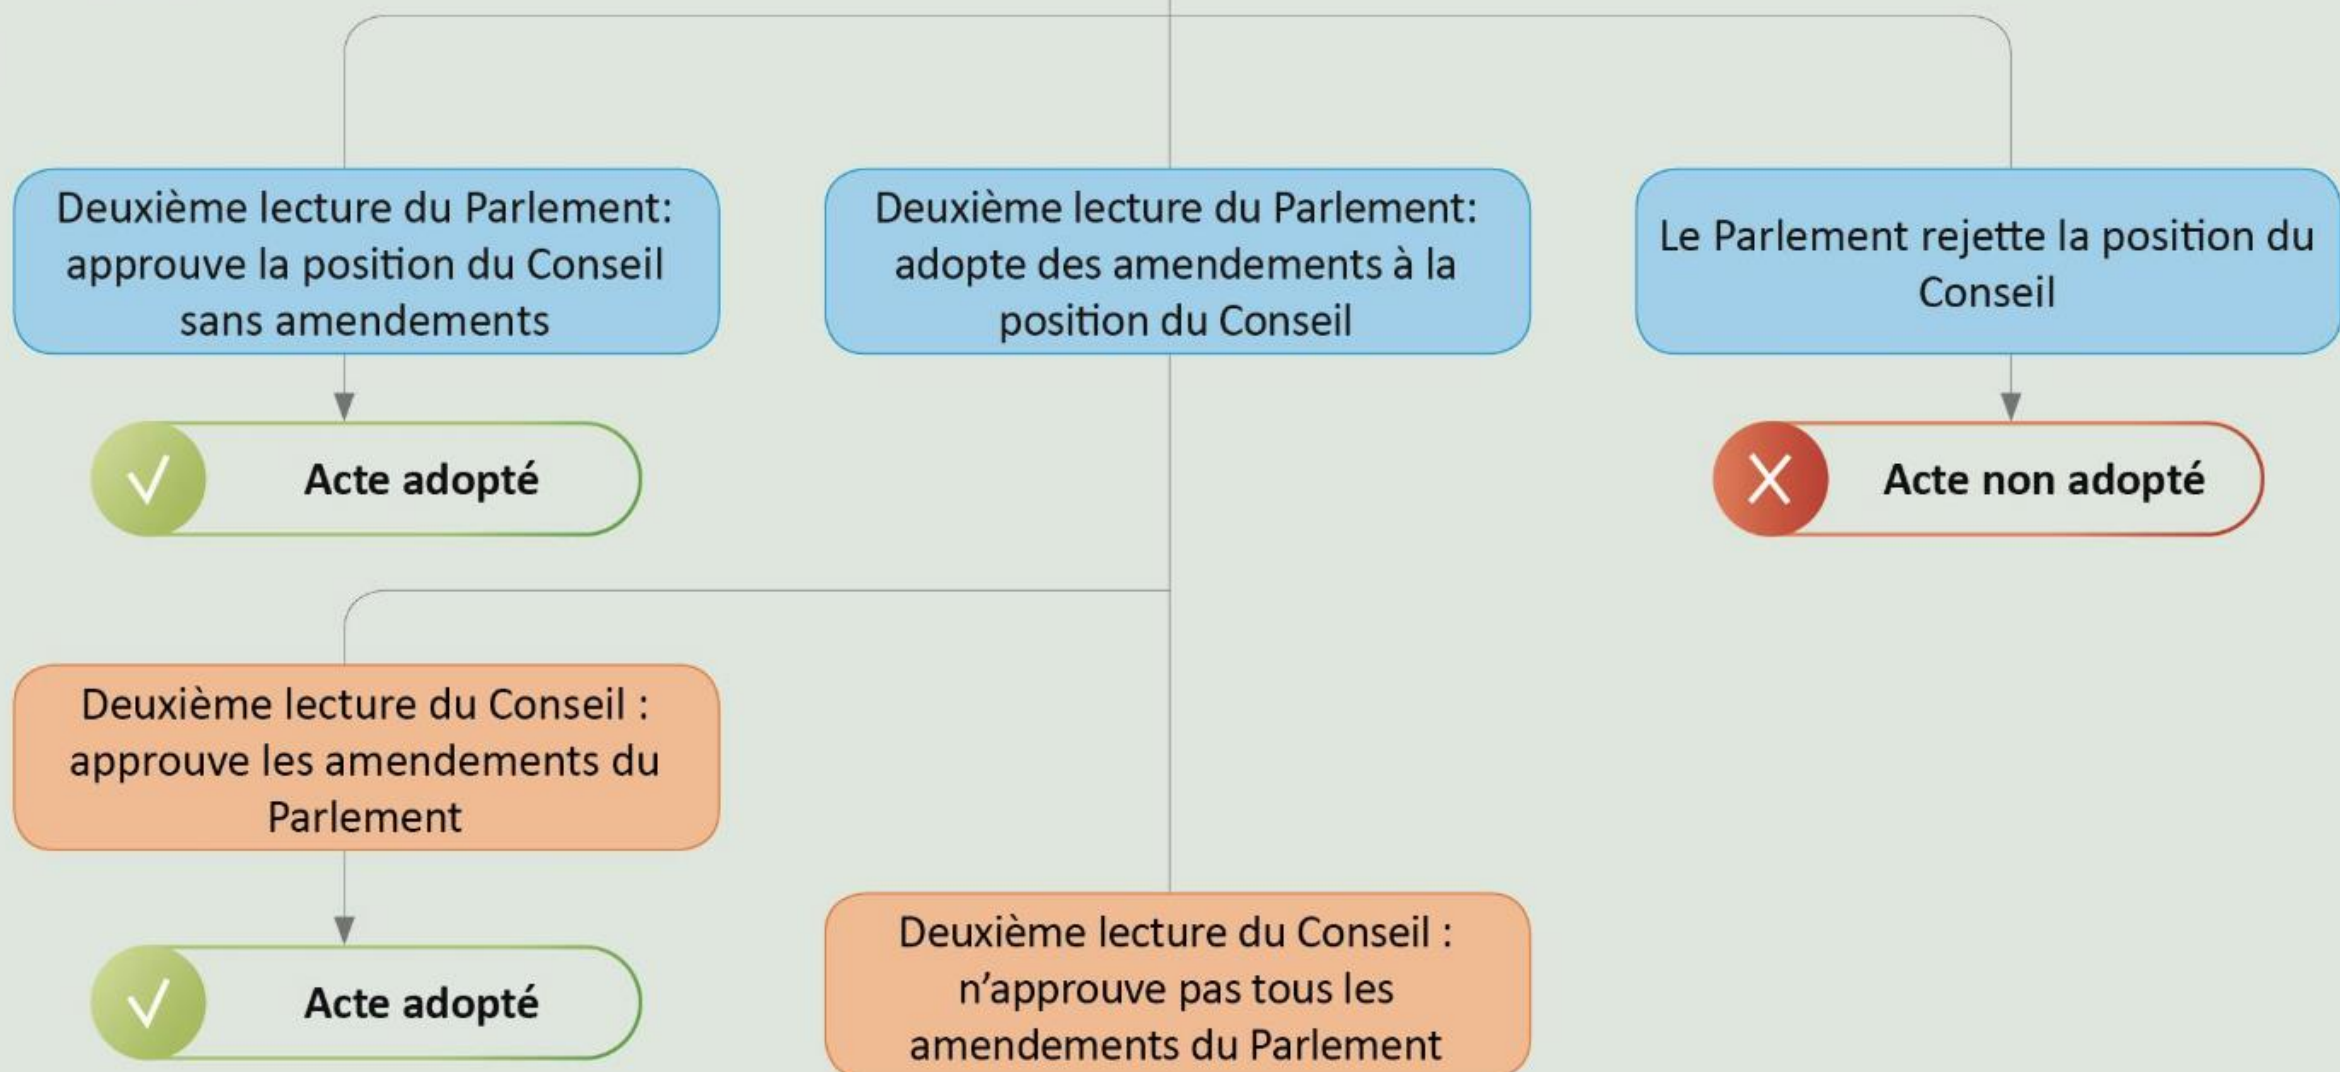 Deuxième lecture du Parlement:
approuve la position du Conseil
sans amendements
Deuxième lecture du Parlement:
adopte des amendements à la
position du Conseil
Le Parlement rejette la position du
Conseil
Acte adopté
Acte non adopté
Deuxième lecture du Conseil :
approuve les amendements du
Parlement
Acte adopté
Deuxième lecture du Conseil :
n’approuve pas tous les
amendements du Parlement